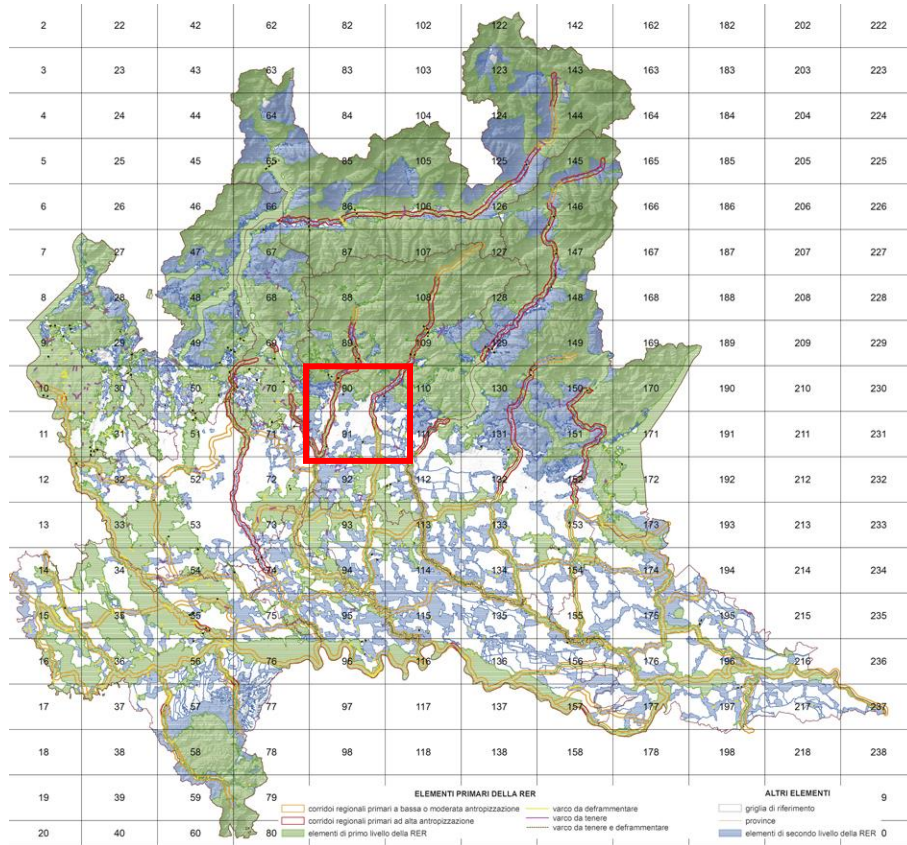 2 22 42 62 82 102 122 142 162 182 202 222
3 23 43 63 83 103 123 143 163 183 203 223
4 24 44 64 84 104 124 144 164 184 204 224
5 25 45 65 85 105 125 145 165 185 205 225
6 26 46 66 86 106 126 146 166 186 206 226
7 27 47 67 87 107 127 147 167 187 207 227
8 28 48 68 88 108 128 148 168 188 208 228
9 29 49 69 89 109 129 149 169 189 209 229
10 30 70 90 110 130 150 170 190 210 230
11 31 51 71 91 111 131 151 171 191 211 231
12 32 52 72 92 112 132 152 172 192 212 232
13 33 53 73 93 113 133 153 173 193 213 233
14 34 54 74 94 114 134 154 174 194 214 234
15 35 55 75 95 115 135 155 175 195 215 235
16 36 56 76 96 116 136 156 176 196 216 236
17 37 57 77 97 117 137 157 177 197 217 237
18 38 58 98 118 138 158 178 198 218 238
19 39 59 79 9
20 40 60 80 0
ELEMENTI PRIMARI DELLA RER
corridoi regionali primari a bassa o moderata antropizzazione
corridoi regionali primari ad alta antropizzazione
elementi di primo livello della RER
varco da deframmentare
varco da tenere
varco da tenere e deframmentare
ALTRI ELEMENTI
griglia di riferimento
province
elementi di secondo livello della RER